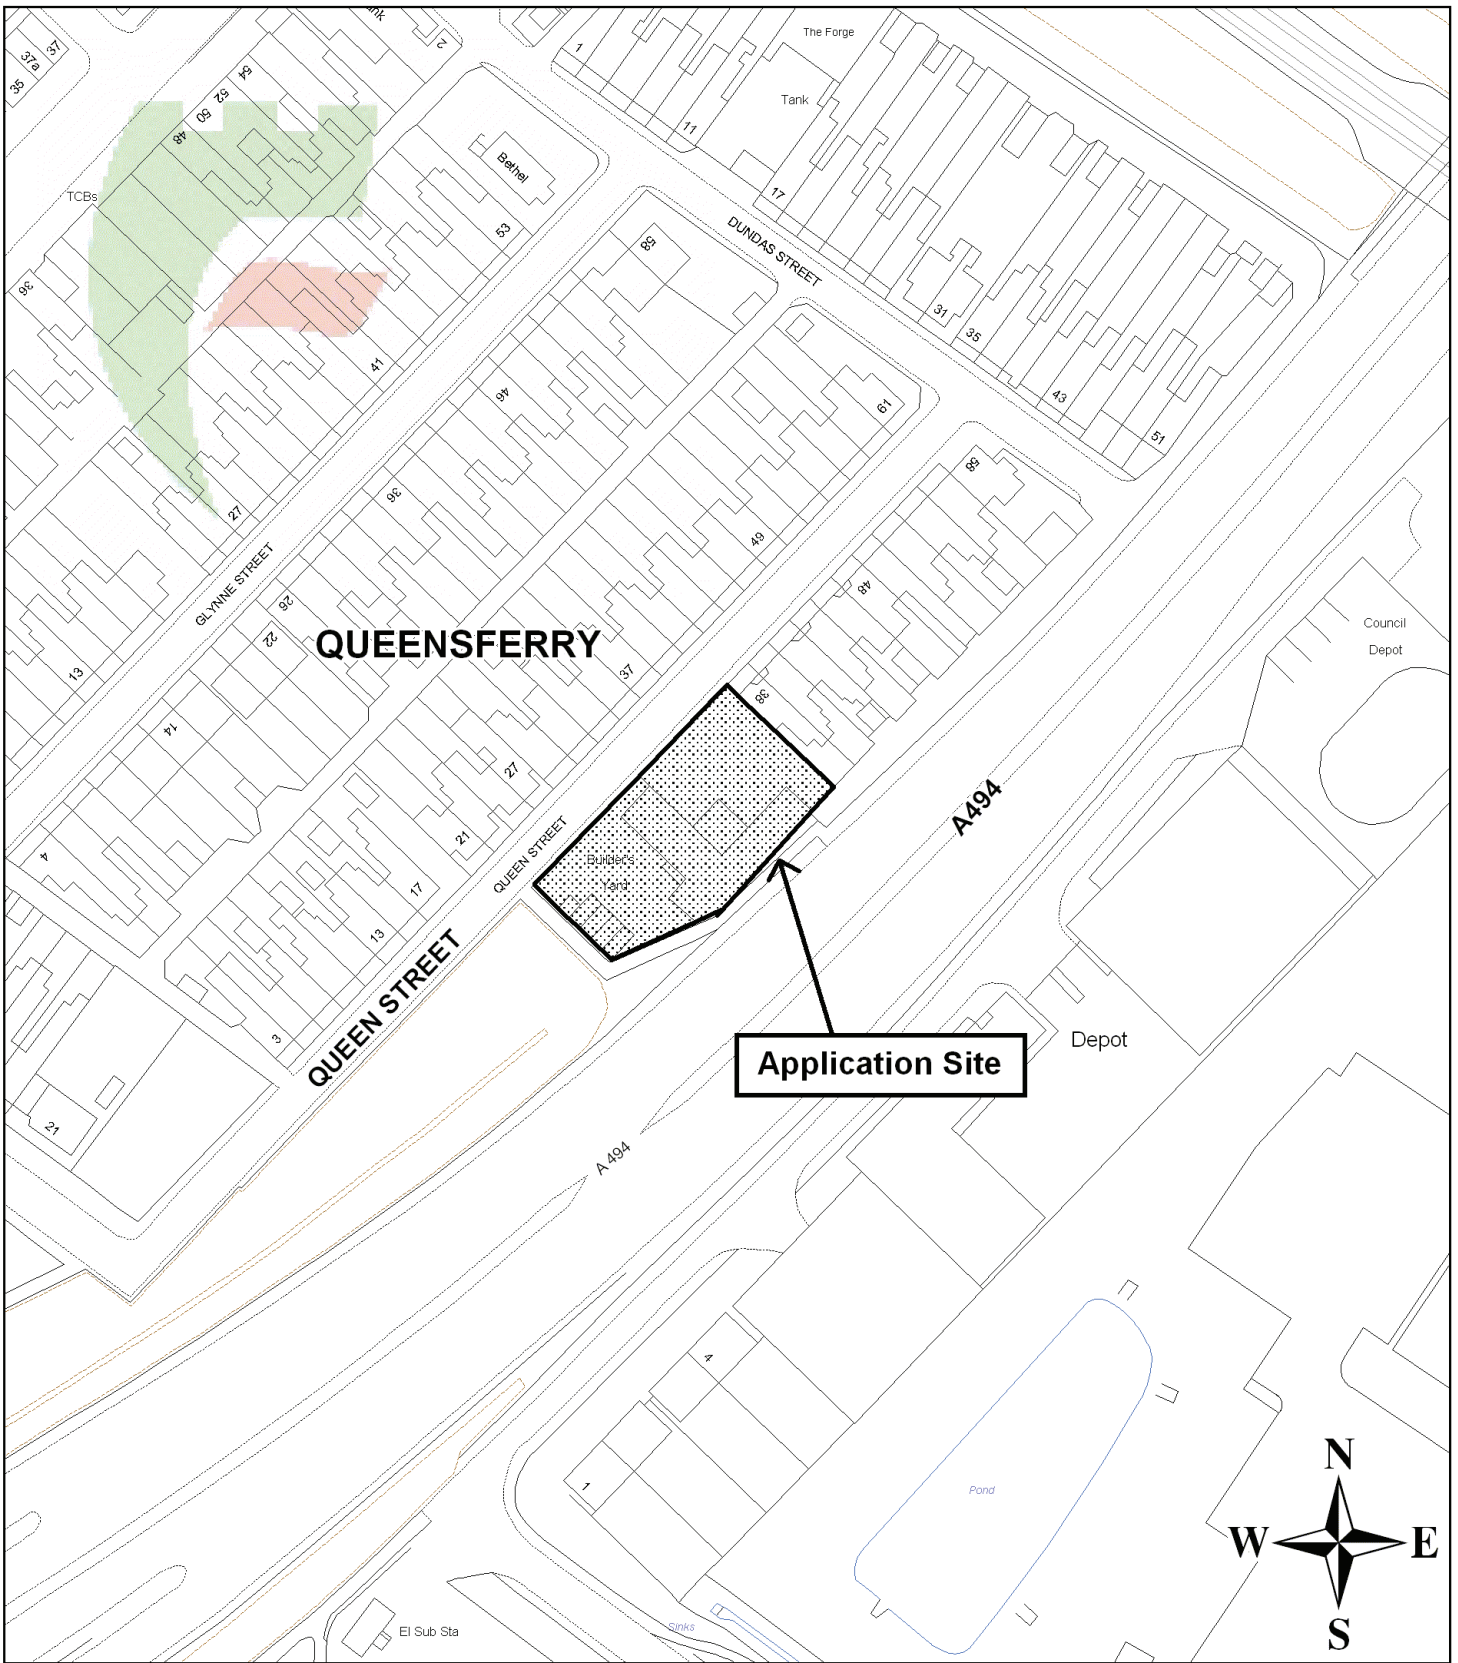 nk
2
37
37a
35
54
52
50
48
TCBs
36
Bethel
53
1
The Forge
Tank
11
17
DUNDAS STREET
58
31
35
43
51
41
46
61
58
36
49
27
GLYNNE STREET
26
22
48
QUEENSFERRY
37
38
Council
Depot
13
14
27
21
4
17
QUEEN STREET
Builder's
Yard
A494
13
QUEEN STREET
3
Application Site
Depot
21
A 494
4
1
Pond
El Sub Sta
Sinks
N
W
E
S